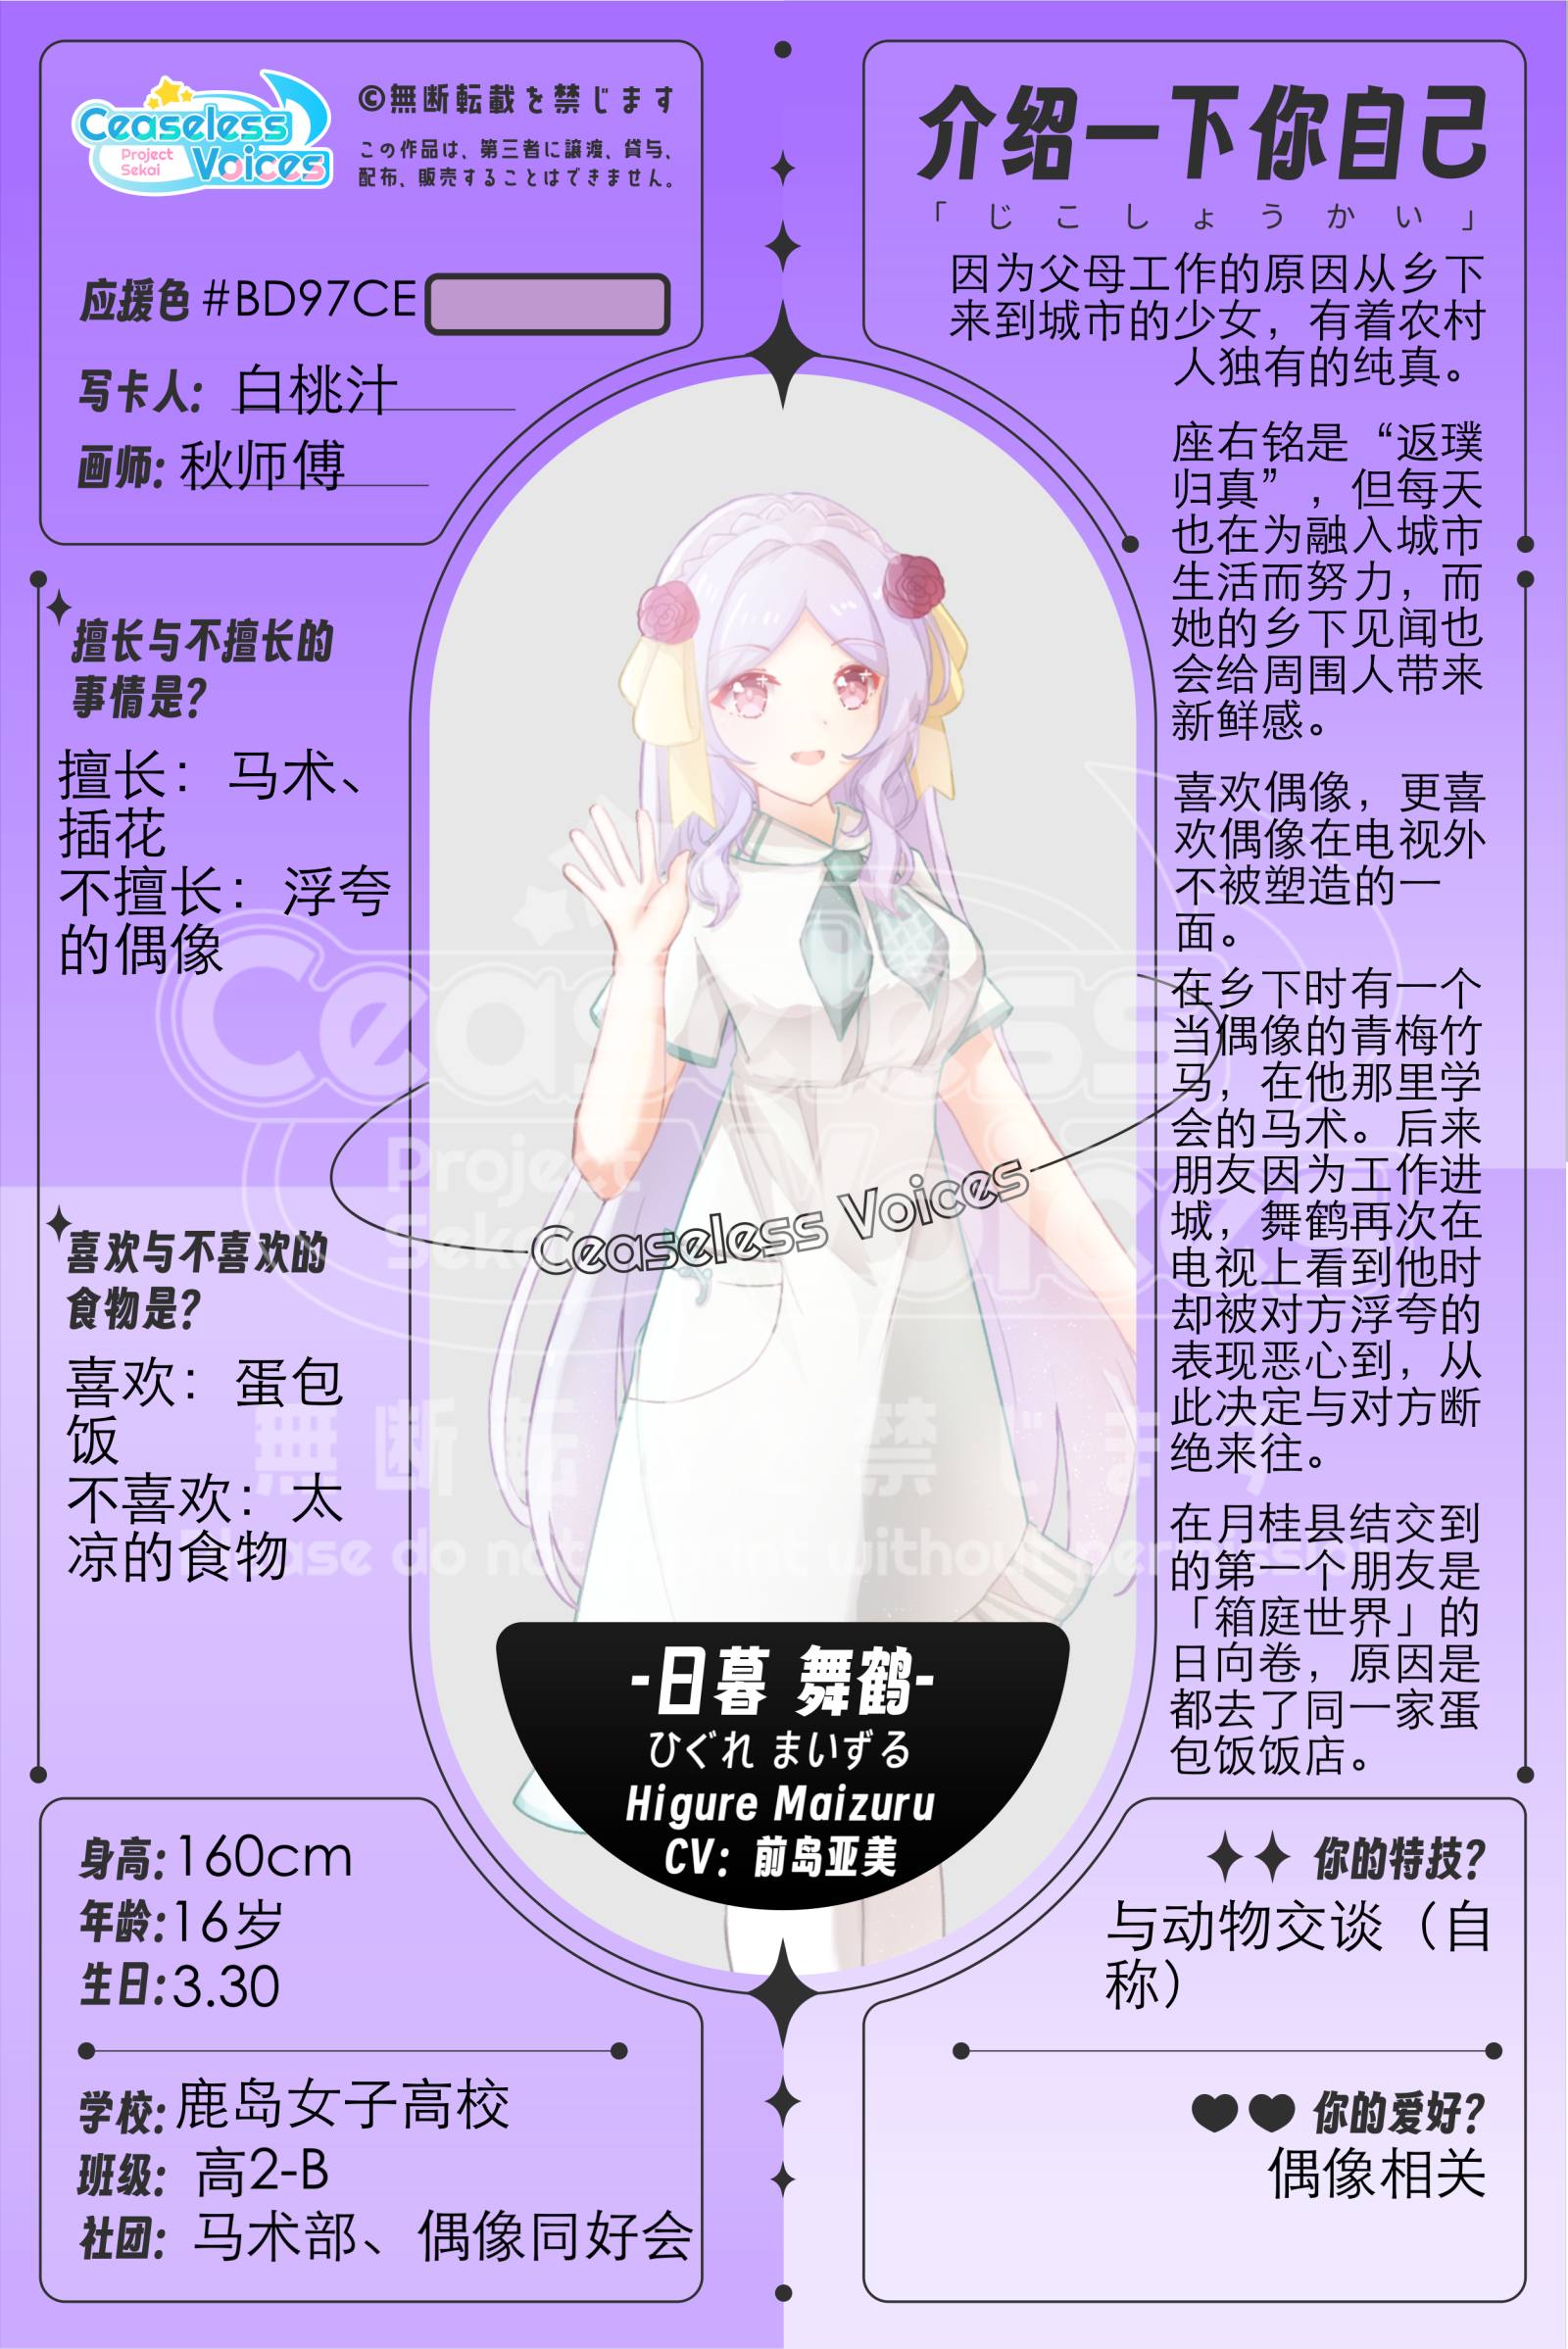 Ceaseless
Voices
Project
Sekai
©無断転載を禁じます
この作品は、第三者に譲渡、貸与、
配布、販売することはできません。
应援色 #BD97CE
写卡人： 白桃汁
画师: 秋师傅
介绍一下你自己
「じこしょうかい」
因为父母工作的原因从乡下
来到城市的少女，有着农村
人独有的纯真。
座右铭是“返璞
归真”，但每天
也在为融入城市
生活而努力，而
她的乡下见闻也
会给周围人带来
新鲜感。
喜欢偶像，更喜
欢偶像在电视外
不被塑造的一
面。
在乡下时有一个
当偶像的青梅竹
马，在他那里学
会的马术。后来
朋友因为工作进
城，舞鹤再次在
电视上看到他时
却被对方浮夸的
表现恶心到，从
此决定与对方断
绝来往。
在月桂县结交到
的第一个朋友是
「箱庭世界」的
日向卷，原因是
都去了同一家蛋
包饭饭店。
擅长与不擅长的
事情是?
擅长：马术、
插花
不擅长：浮夸
的偶像
喜欢与不喜欢的
食物是?
喜欢：蛋包
饭
不喜欢：太
凉的食物
Ceaseless Voices
Ceaseless
Project
Sekai
Voices
無断転載を禁じます
Please do not reprint without permission
-日暮 舞鹤-
ひぐれ まいずる
Higure Maizuru
CV：前岛亚美
身高: 160cm
年龄: 16岁
生日: 3.30
学校: 鹿岛女子高校
班级： 高2-B
社团： 马术部、偶像同好会
你的特技?
与动物交谈（自
称）
你的爱好?
偶像相关